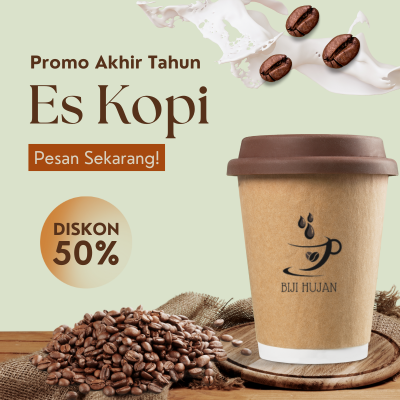 Promo Akhir Tahun
Es Kopi
Pesan Sekarang!
DISKON
50%
BIJI HUJAN